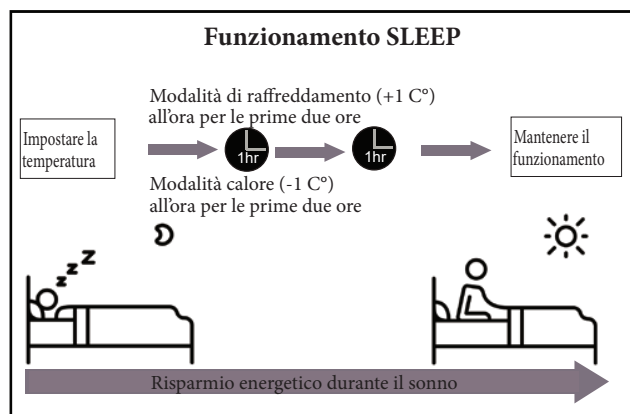 Funzionamento SLEEP
Modalità di raffreddamento (+1 C°)
all'ora per le prime due ore
Impostare la
temperatura
1hr
1hr
Mantenere il
funzionamento
Modalità calore (-1 C°)
all'ora per le prime due ore
z z z
Risparmio energetico durante il sonno